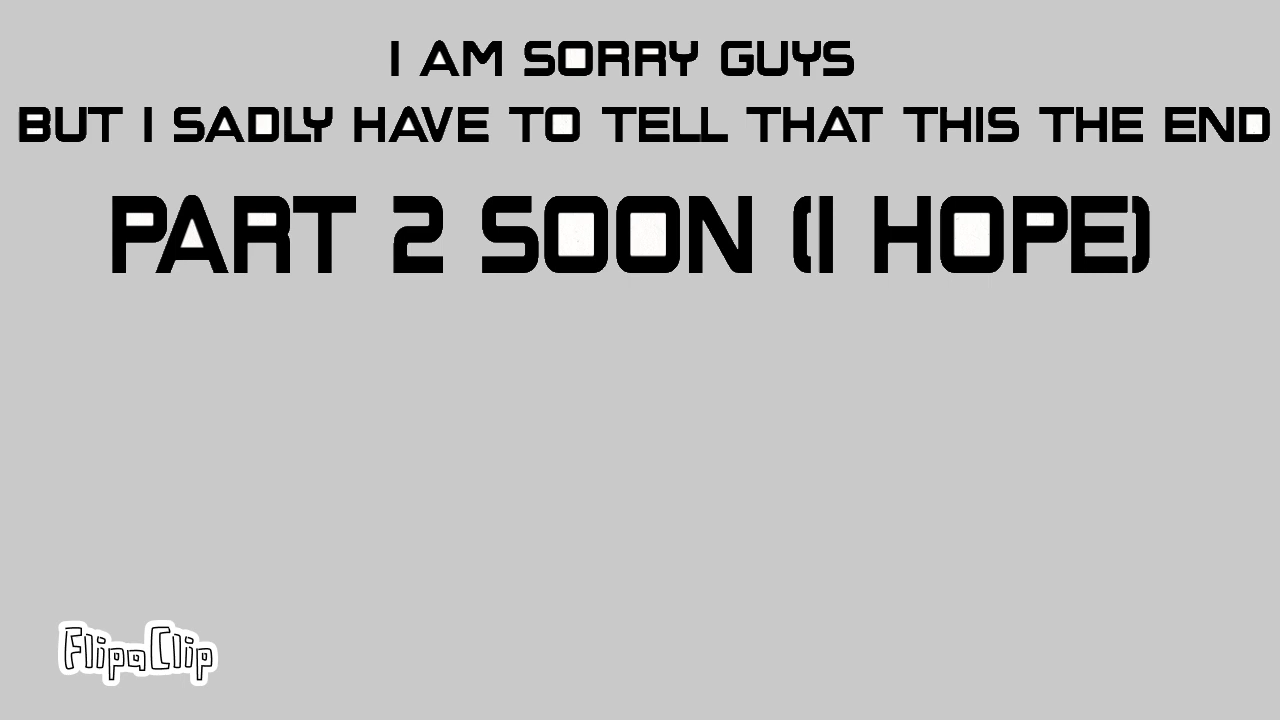 I AM SORRY GUYS
BUT I SADLY HAVE TO TELL THAT THIS THE END
PART 2 SOON (I HOPE)
FlipaClip